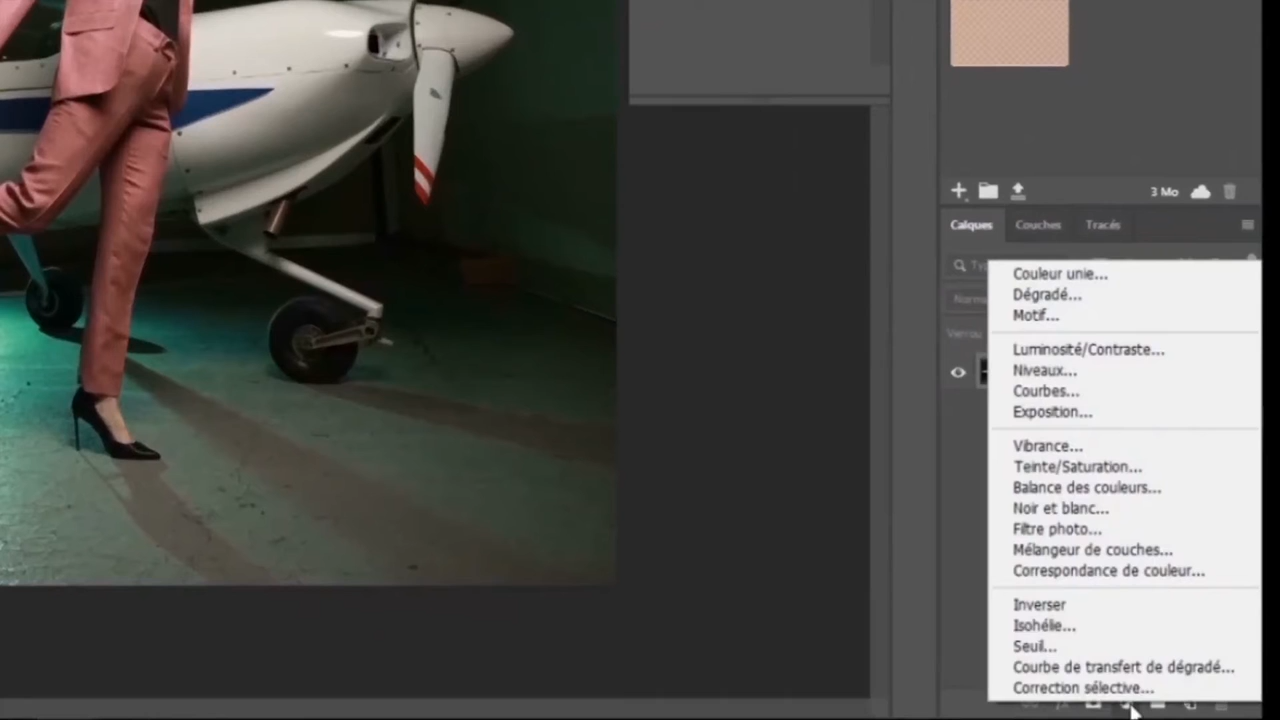 3 Mo
Calques
Couches
Tracés
Couleur unie...
Dégradé...
Motif...
Luminosité/Contraste...
Niveaux...
Courbes...
Exposition...
Vibrance...
Teinte/Saturation...
Balance des couleurs...
Noir et blanc...
Filtre photo...
Mélangeur de couches...
Correspondance de couleur...
Inverser
Isohélie...
Seuil...
Courbe de transfert de dégradé...
Correction sélective...